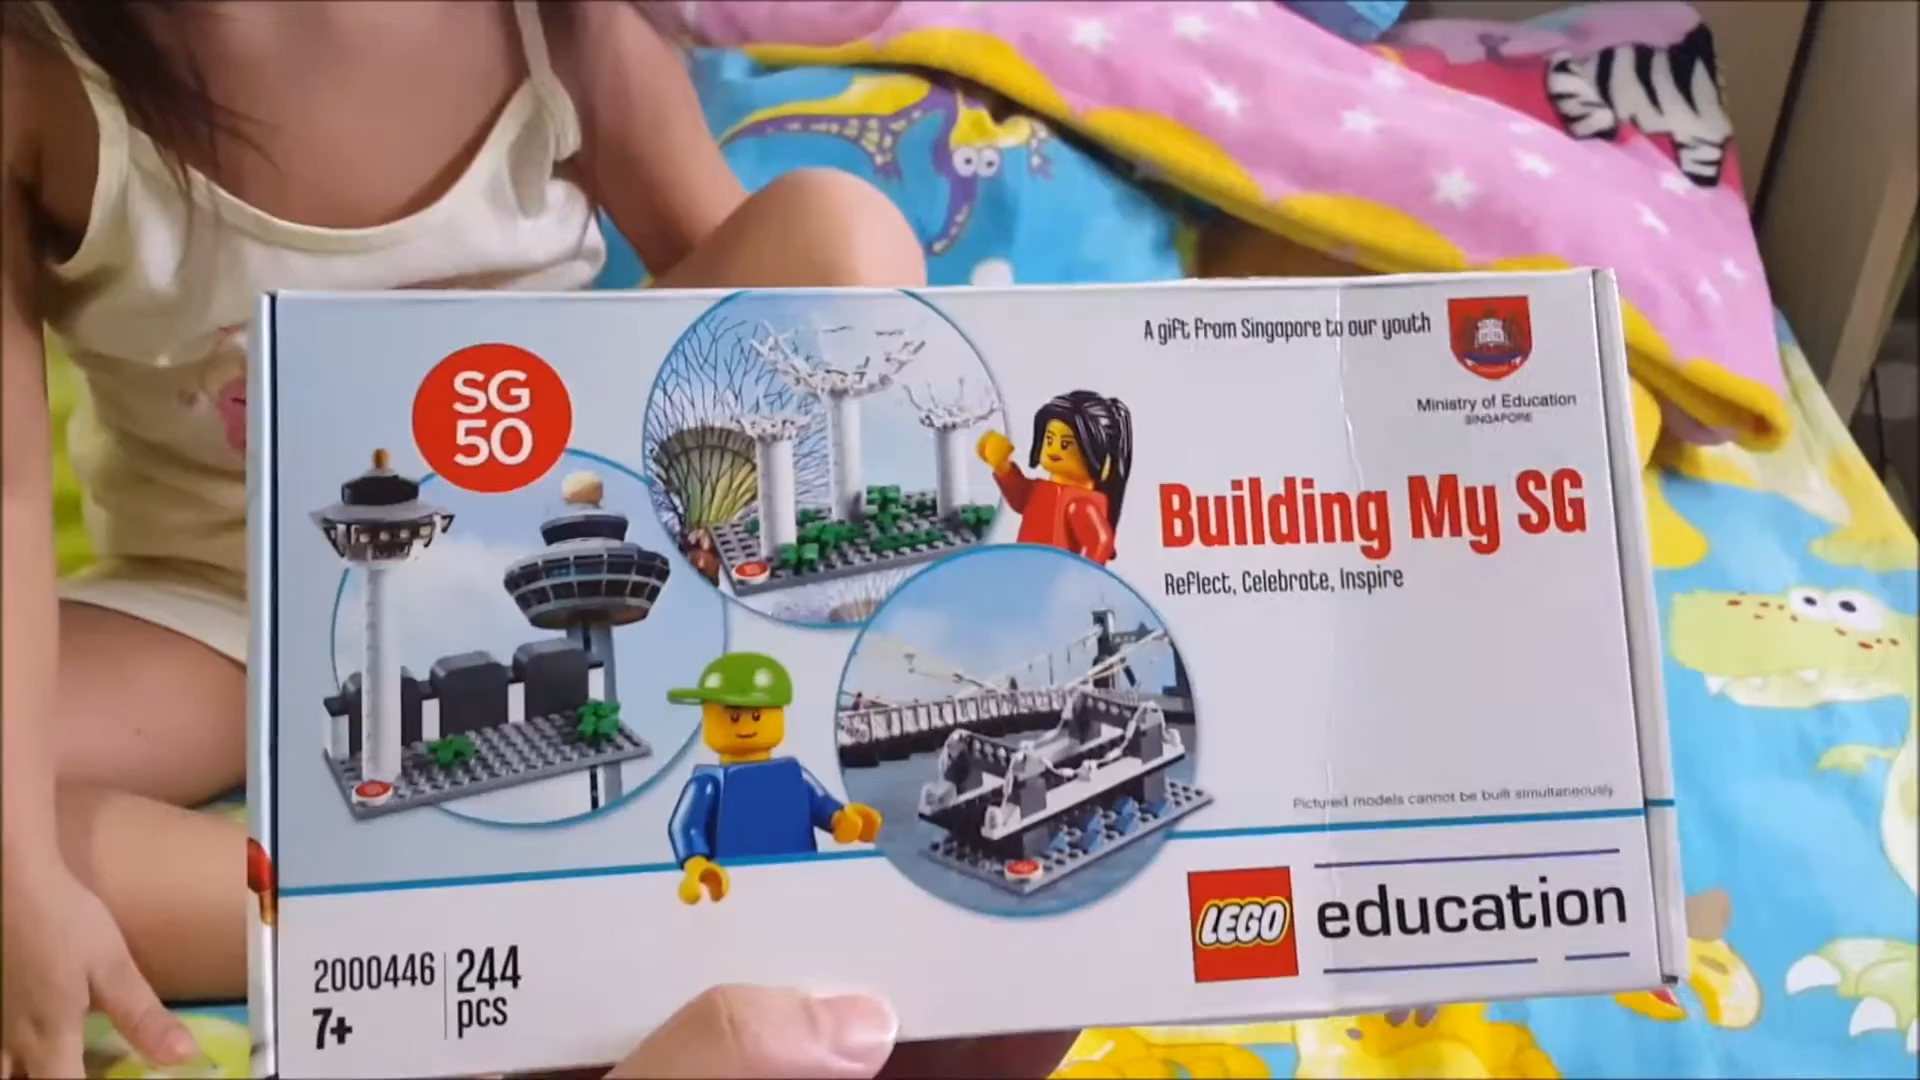 SG
50
A gift from Singapore to our youth
Ministry of Education
SINGAPORE
Building My SG
Reflect, Celebrate, Inspire
Pictured models cannot be built simultaneously
LEGO education
2000446
7+
244
pcs